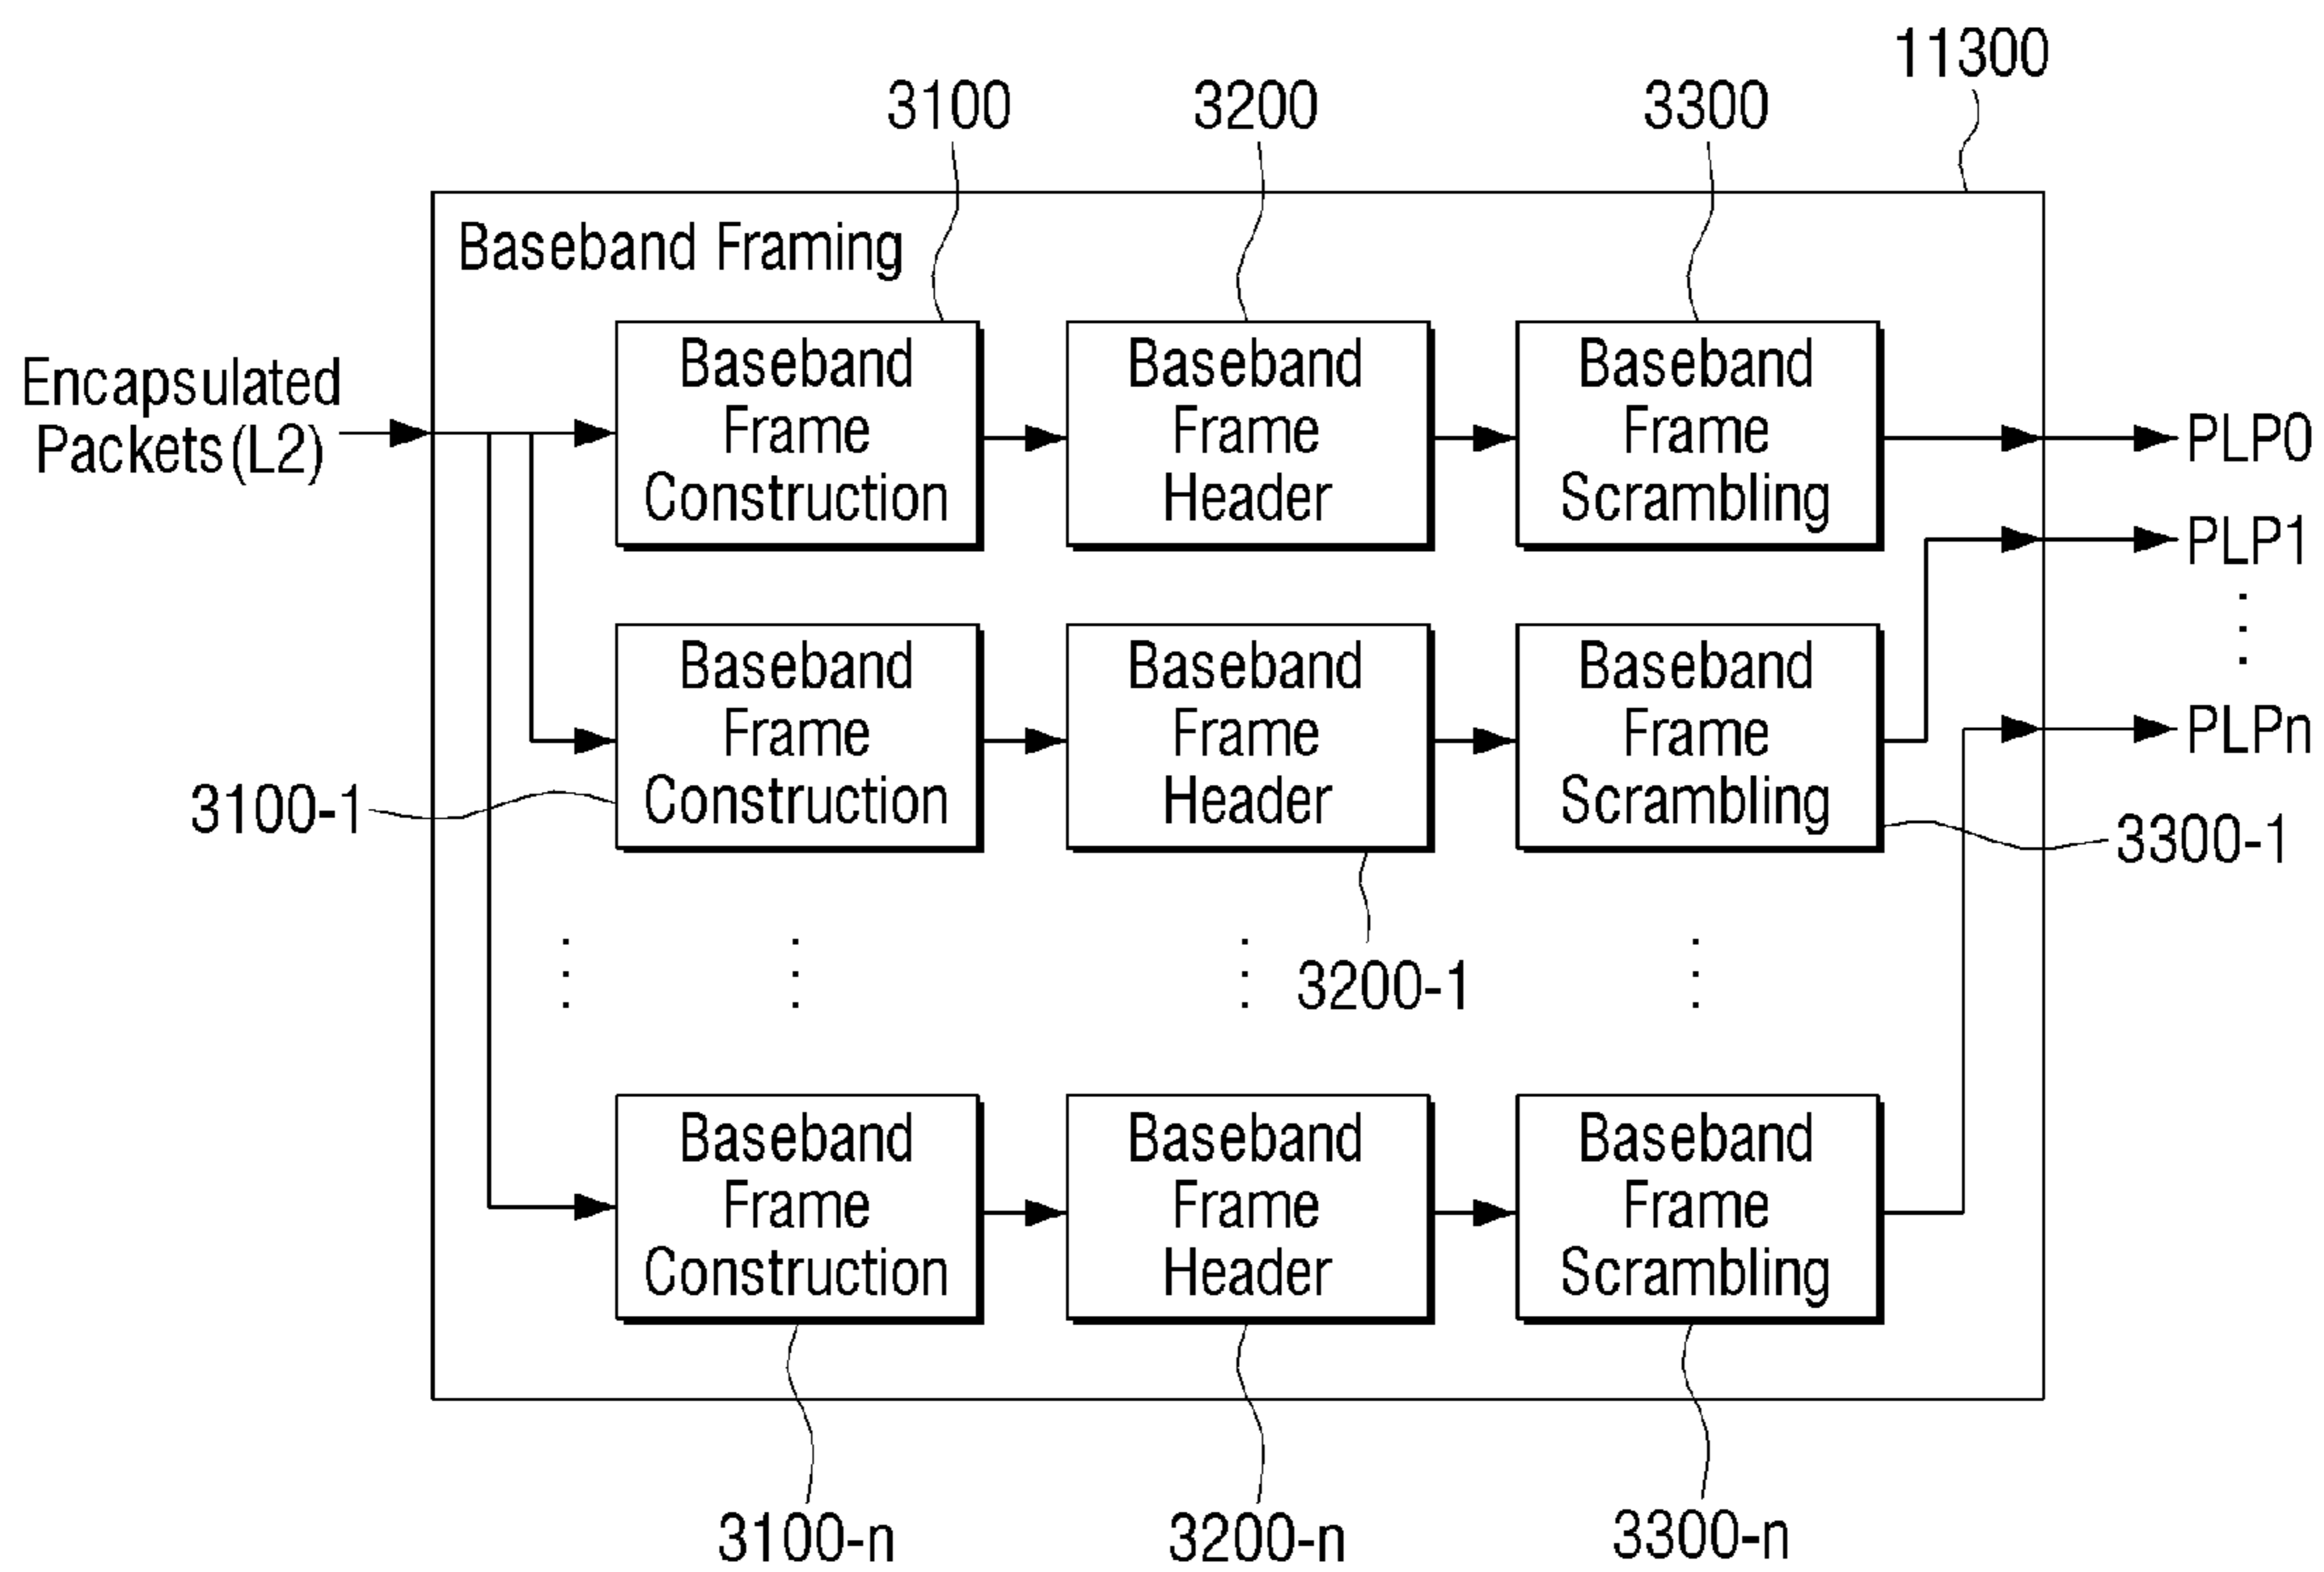 11300
3100
3200
3300
Baseband Framing
Encapsulated
Packets(L2)
Baseband
Frame
Construction
Baseband
Frame
Header
Baseband
Frame
Scrambling
PLP0
PLP1
PLPn
3100-1
Baseband
Frame
Construction
Baseband
Frame
Header
Baseband
Frame
Scrambling
3300-1
3200-1
Baseband
Frame
Construction
Baseband
Frame
Header
Baseband
Frame
Scrambling
3100-n
3200-n
3300-n